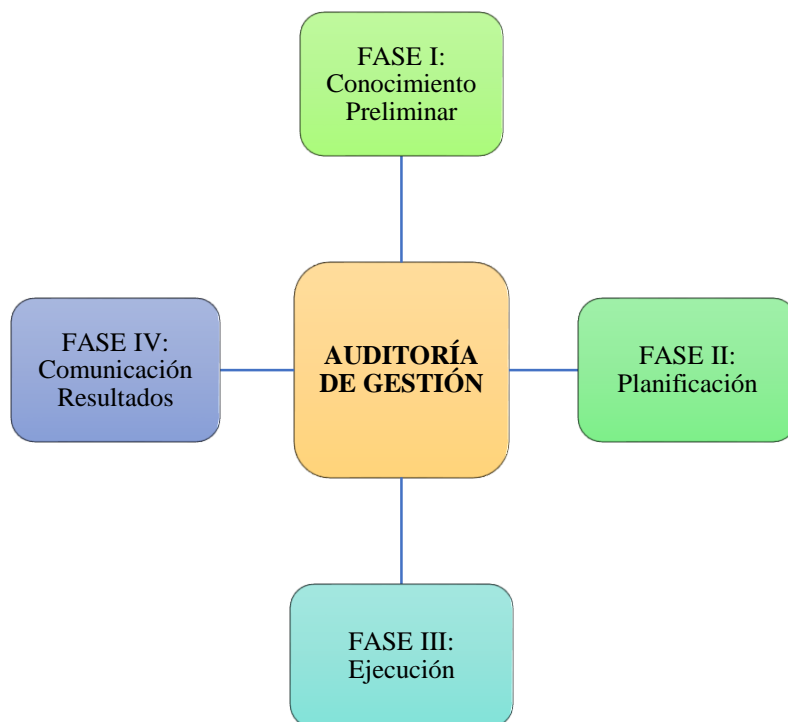 FASE I:
Conocimiento
Preliminar
FASE IV:
Comunicación
Resultados
AUDITORÍA
DE GESTIÓN
FASE II:
Planificación
FASE III:
Ejecución